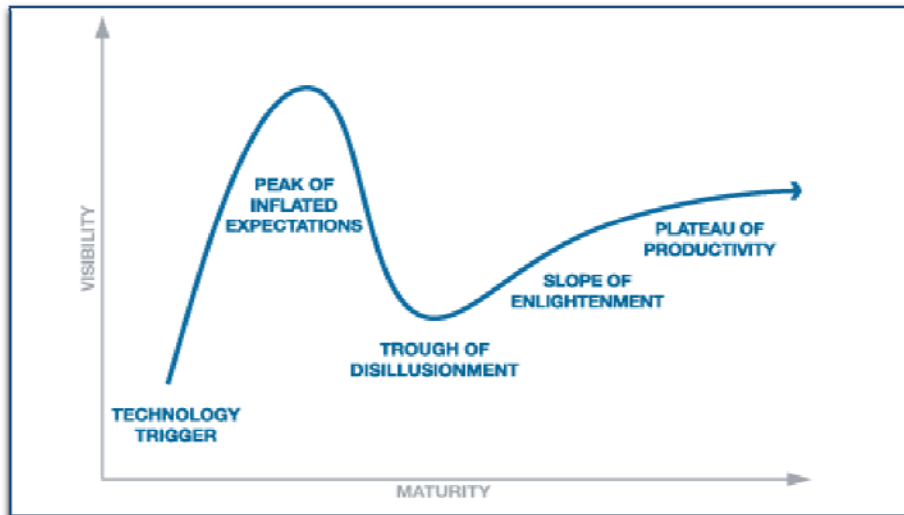 VISIBILITY
PEAK OF
INFLATED
EXPECTATIONS
PLATEAU OF
PRODUCTIVITY
SLOPE OF
ENLIGHTENMENT
TROUGH OF
DISILLUSIONMENT
TECHNOLOGY
TRIGGER
MATURITY